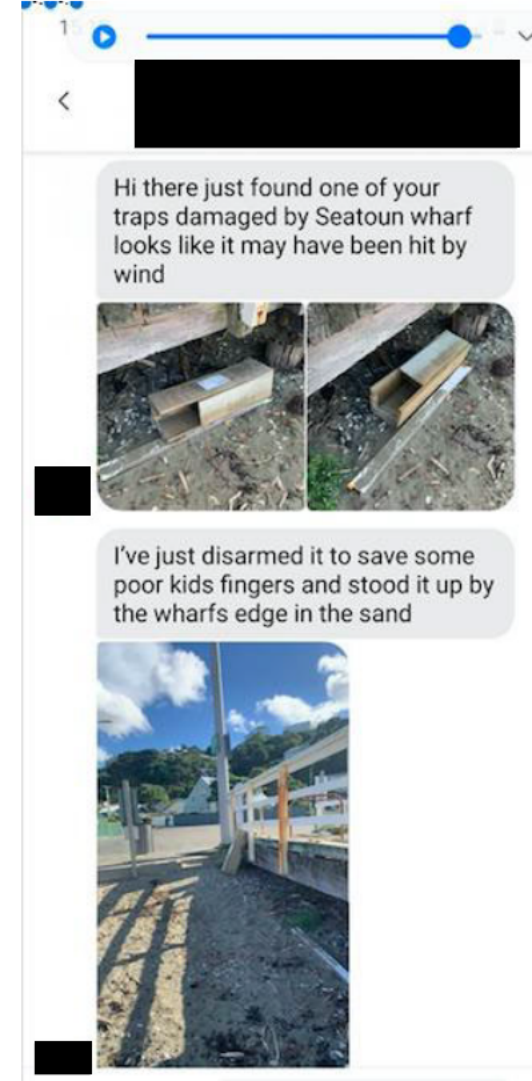 Hi there just found one of your
traps damaged by Seatoun wharf
looks like it may have been hit by
wind
I've just disarmed it to save some
poor kids fingers and stood it up by
the wharfs edge in the sand